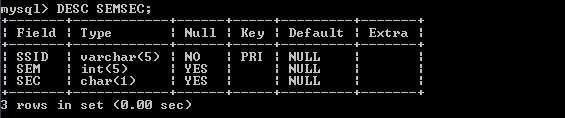 mysql> DESC SEMSEC;
+-------+------------+------+-----+---------+-------+
| Field | Type       | Null | Key | Default | Extra |
+-------+------------+------+-----+---------+-------+
| SSID  | varchar(5) | NO   | PRI | NULL    |       |
| SEM   | int(5)     | YES  |     | NULL    |       |
| SEC   | char(1)    | YES  |     | NULL    |       |
+-------+------------+------+-----+---------+-------+
3 rows in set (0.00 sec)